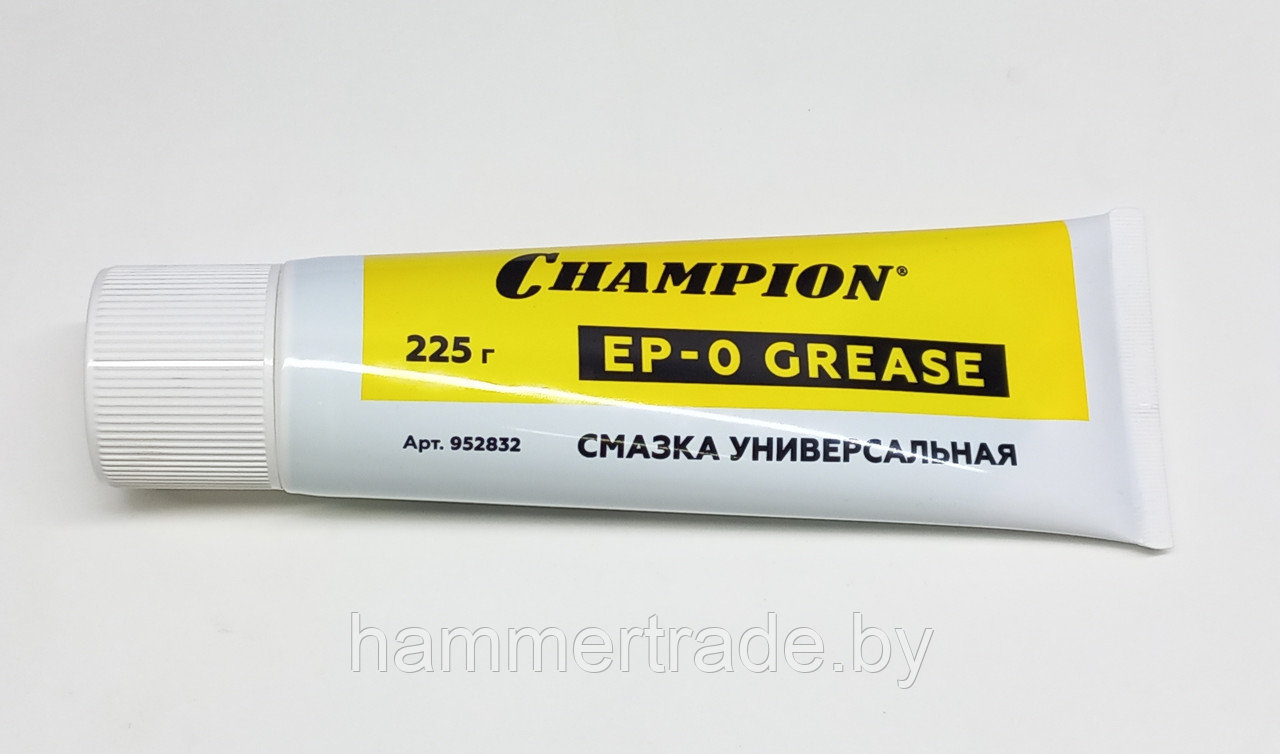 CHAMPION®
225 г
EP-0 GREASE
Арт. 952832
СМАЗКА УНИВЕРСАЛЬНАЯ
hammertrade.by